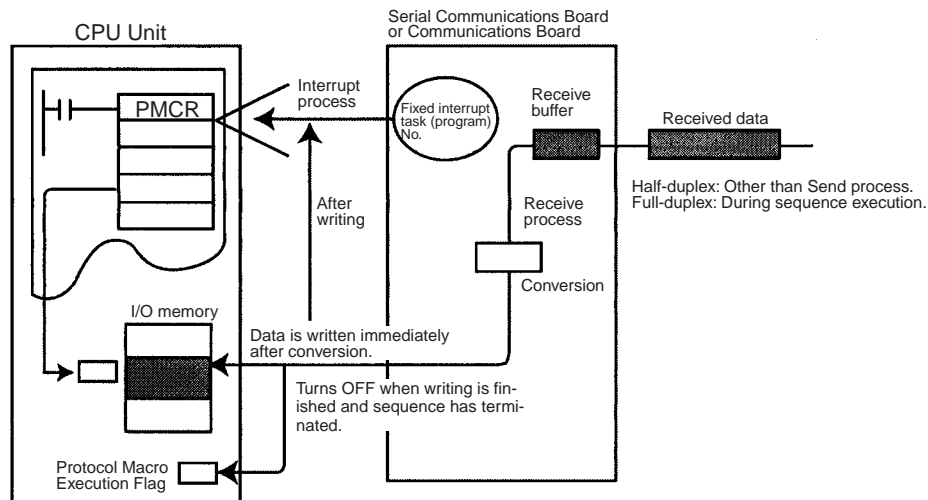 Serial Communications Board
or Communications Board
CPU Unit
Interrupt
process
PMCR
Fixed interrupt
task (program)
No.
Receive
buffer
Received data
Half-duplex: Other than Send process.
Full-duplex: During sequence execution.
After
writing
Receive
process
Conversion
I/O memory
Data is written immediately
after conversion.
Turns OFF when writing is fin-
ished and sequence has termi-
nated.
Protocol Macro
Execution Flag